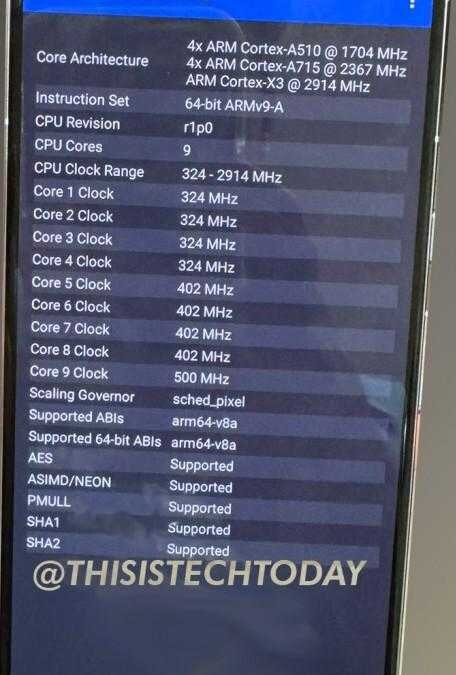 Core Architecture 4x ARM Cortex-A510 @ 1704 MHz
4x ARM Cortex-A715 @ 2367 MHz
ARM Cortex-X3 @ 2914 MHz
Instruction Set 64-bit ARMv9-A
CPU Revision r1p0
CPU Cores 9
CPU Clock Range 324 - 2914 MHz
Core 1 Clock 324 MHz
Core 2 Clock 324 MHz
Core 3 Clock 324 MHz
Core 4 Clock 324 MHz
Core 5 Clock 402 MHz
Core 6 Clock 402 MHz
Core 7 Clock 402 MHz
Core 8 Clock 402 MHz
Core 9 Clock 500 MHz
Scaling Governor sched_pixel
Supported ABIs arm64-v8a
Supported 64-bit ABIs arm64-v8a
AES Supported
ASIMD/NEON Supported
PMULL Supported
SHA1 Supported
SHA2 Supported
@THISISTECHTODAY